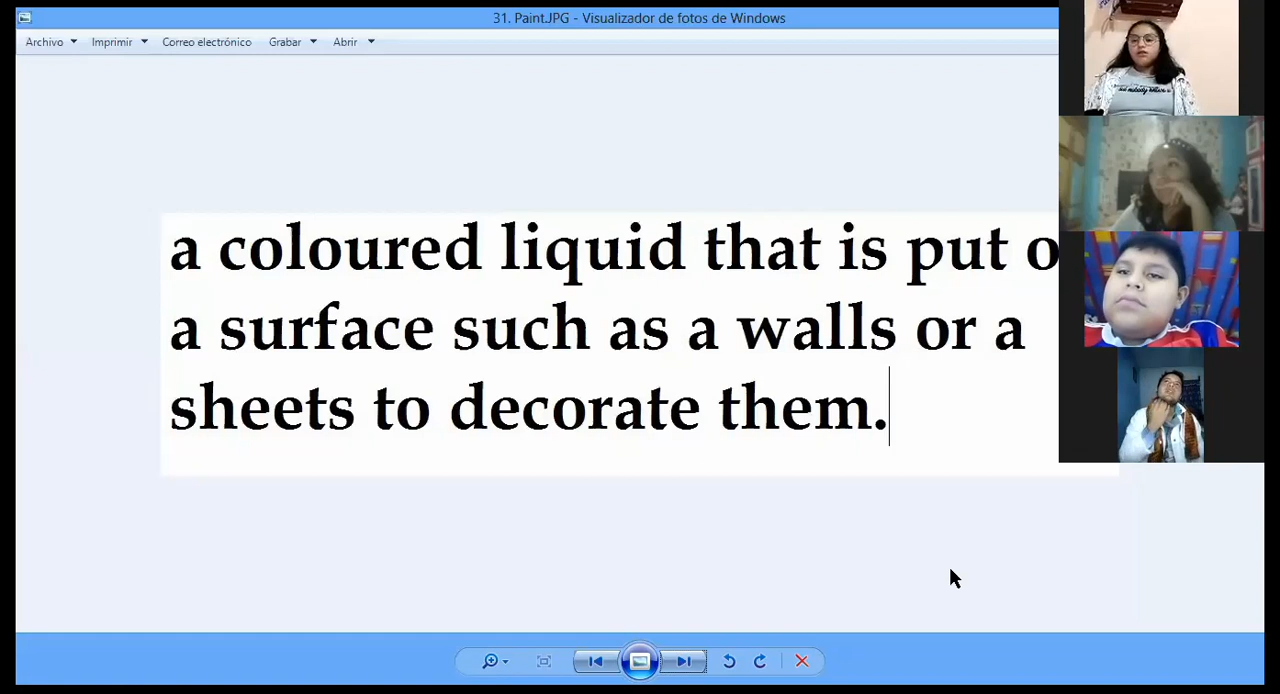 31. Paint.JPG - Visualizador de fotos de Windows
Archivo Imprimir Correo electrónico Grabar Abrir
a coloured liquid that is put
a surface such as a walls or a
sheets to decorate them.